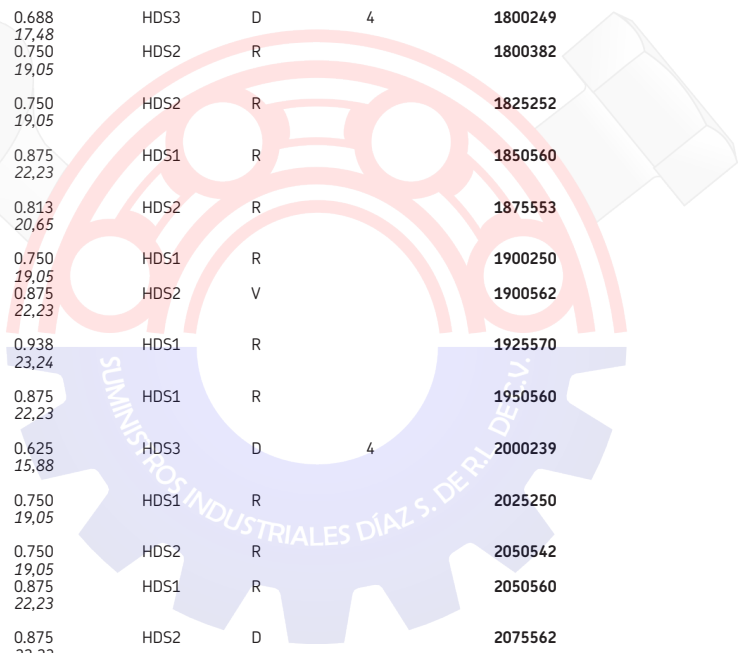 0.688 HDS3 D 4 1800249
17,48
0.750 HDS2 R 1800382
19,05
0.750 HDS2 R 1825252
19,05
0.875 HDS1 R 1850560
22,23
0.813 HDS2 R 1875553
20,65
0.750 HDS1 R 1900250
19,05
0.875 HDS2 V 1900562
22,23
0.938 HDS1 R 1925570
23,24
0.875 HDS1 R 1950560
22,23
0.625 HDS3 D 4 2000239
15,88
0.750 HDS1 R 2025250
19,05
0.750 HDS2 R 2050542
19,05
0.875 HDS1 R 2050560
22,23
0.875 HDS2 D 2075562
SUMINISTROS INDUSTRIALES DÍAZ S. DE R.L. DE C.V.